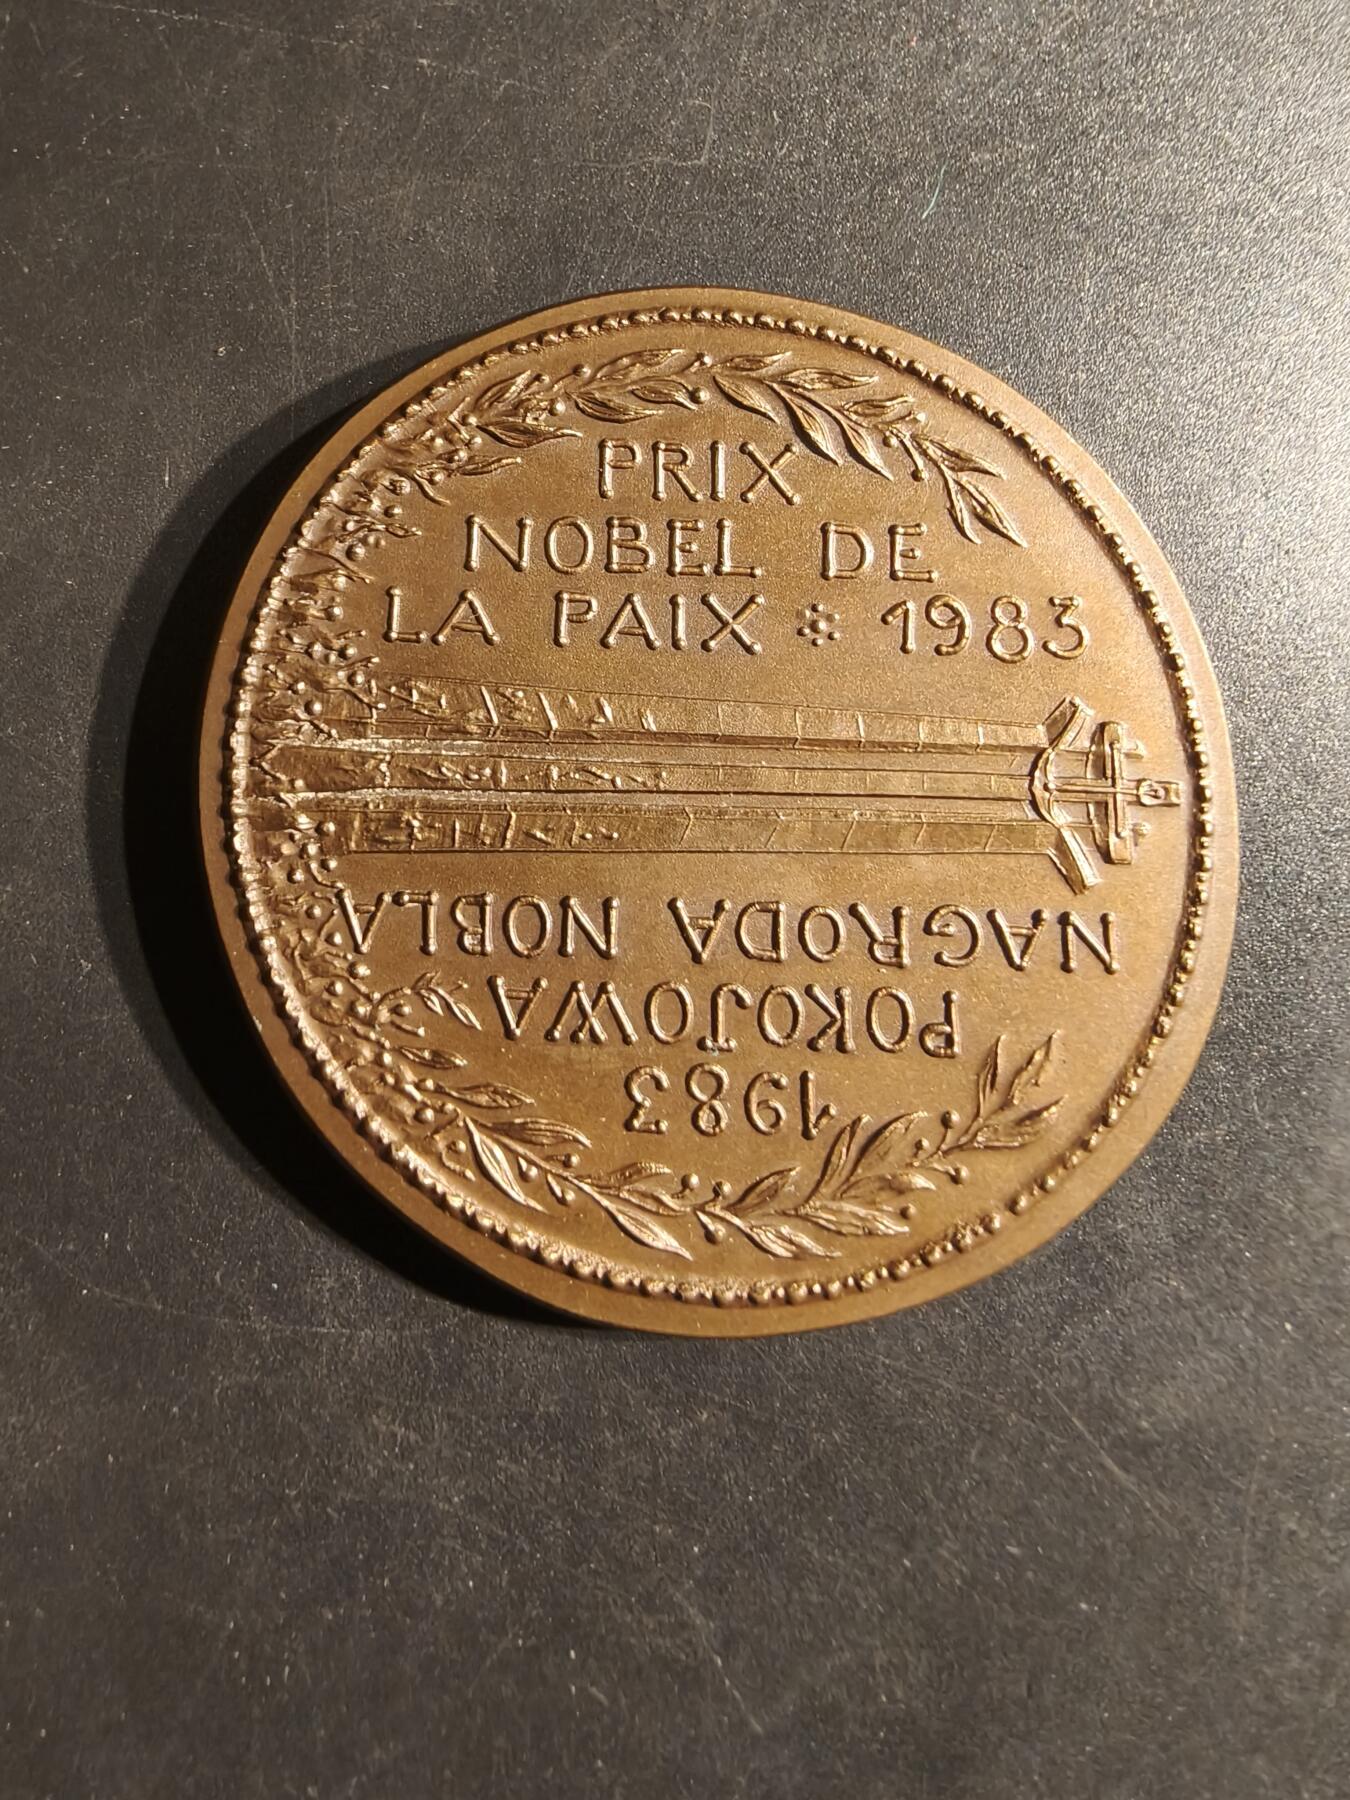 PRIX
NOBEL DE
LA PAIX * 1983
1983
POKOJOWA
NAGRODA NOBLA